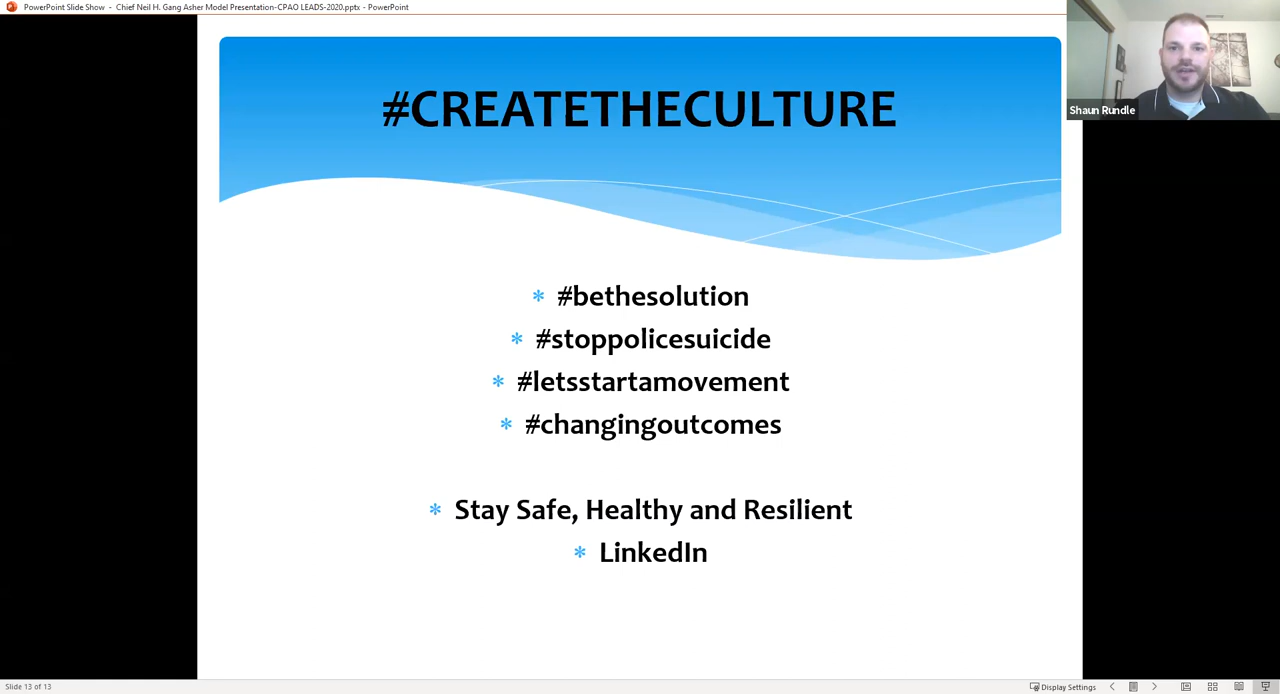 PowerPoint Slide Show - Chief Neil H. Gang Asher Model Presentation-CPAO LEADS-2020.pptx - PowerPoint
Shaun Rundle
#CREATETHECULTURE
* #bethesolution
* #stoppolicesuicide
* #letsstartamovement
* #changingoutcomes
* Stay Safe, Healthy and Resilient
* LinkedIn
Slide 13 of 13
Display Settings